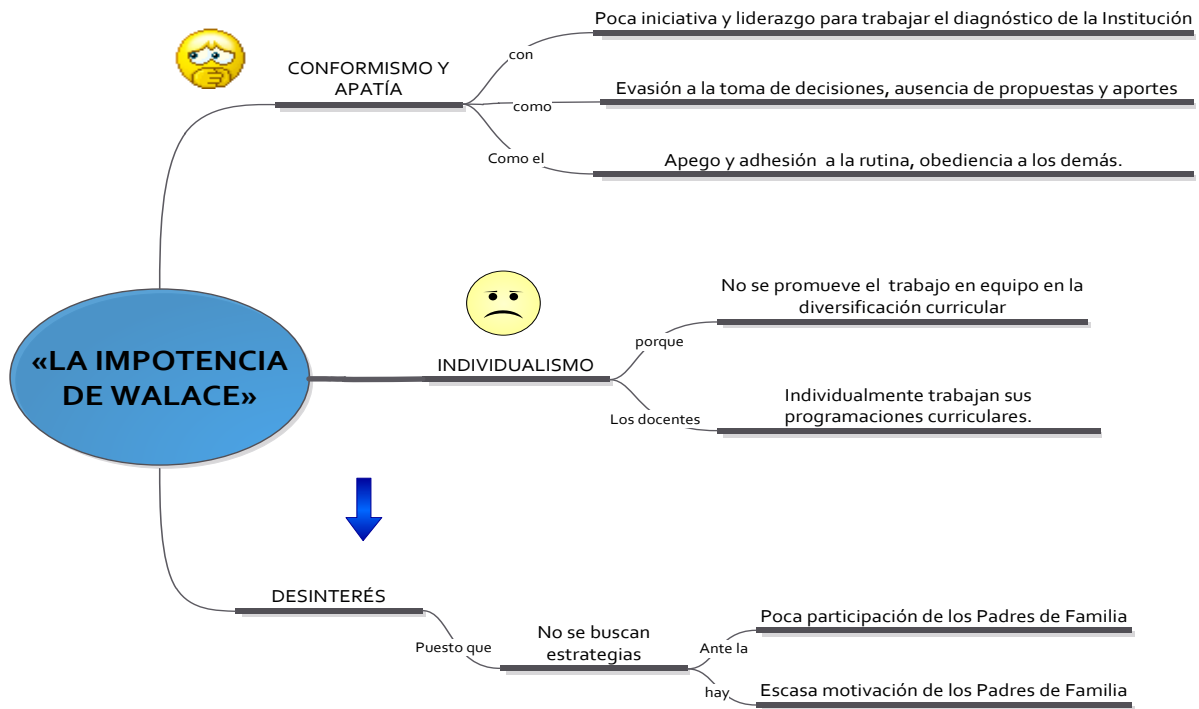 Poca iniciativa y liderazgo para trabajar el diagnóstico de la Institución
con
CONFORMISMO Y
APATÍA
Evasión a la toma de decisiones, ausencia de propuestas y aportes
como
Como el
Apego y adhesión a la rutina, obediencia a los demás.
«LA IMPOTENCIA
DE WALACE»
INDIVIDUALISMO
porque
No se promueve el trabajo en equipo en la
diversificación curricular
Los docentes
Individualmente trabajan sus
programaciones curriculares.
DESINTERÉS
Puesto que
No se buscan
estrategias
Ante la
Poca participación de los Padres de Familia
hay
Escasa motivación de los Padres de Familia